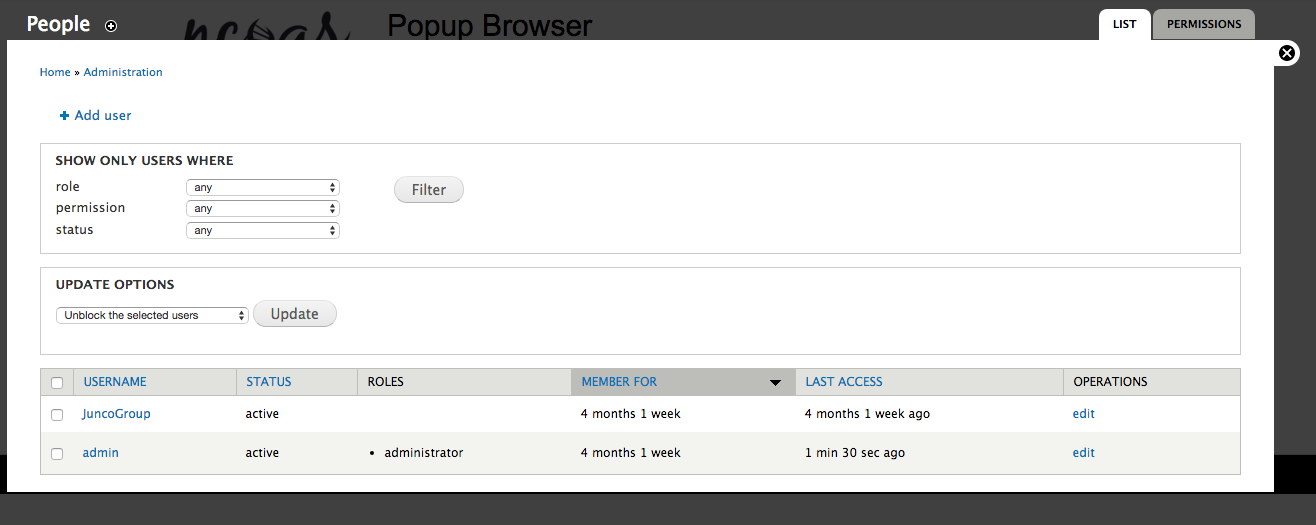 People
Popup Browser
LIST
PERMISSIONS
Home » Administration
Add user
SHOW ONLY USERS WHERE
role any
Filter
permission any
status any
UPDATE OPTIONS
Unblock the selected users Update
USERNAME STATUS ROLES MEMBER FOR LAST ACCESS OPERATIONS
JuncoGroup active 4 months 1 week 4 months 1 week ago edit
admin active • administrator 4 months 1 week 1 min 30 sec ago edit